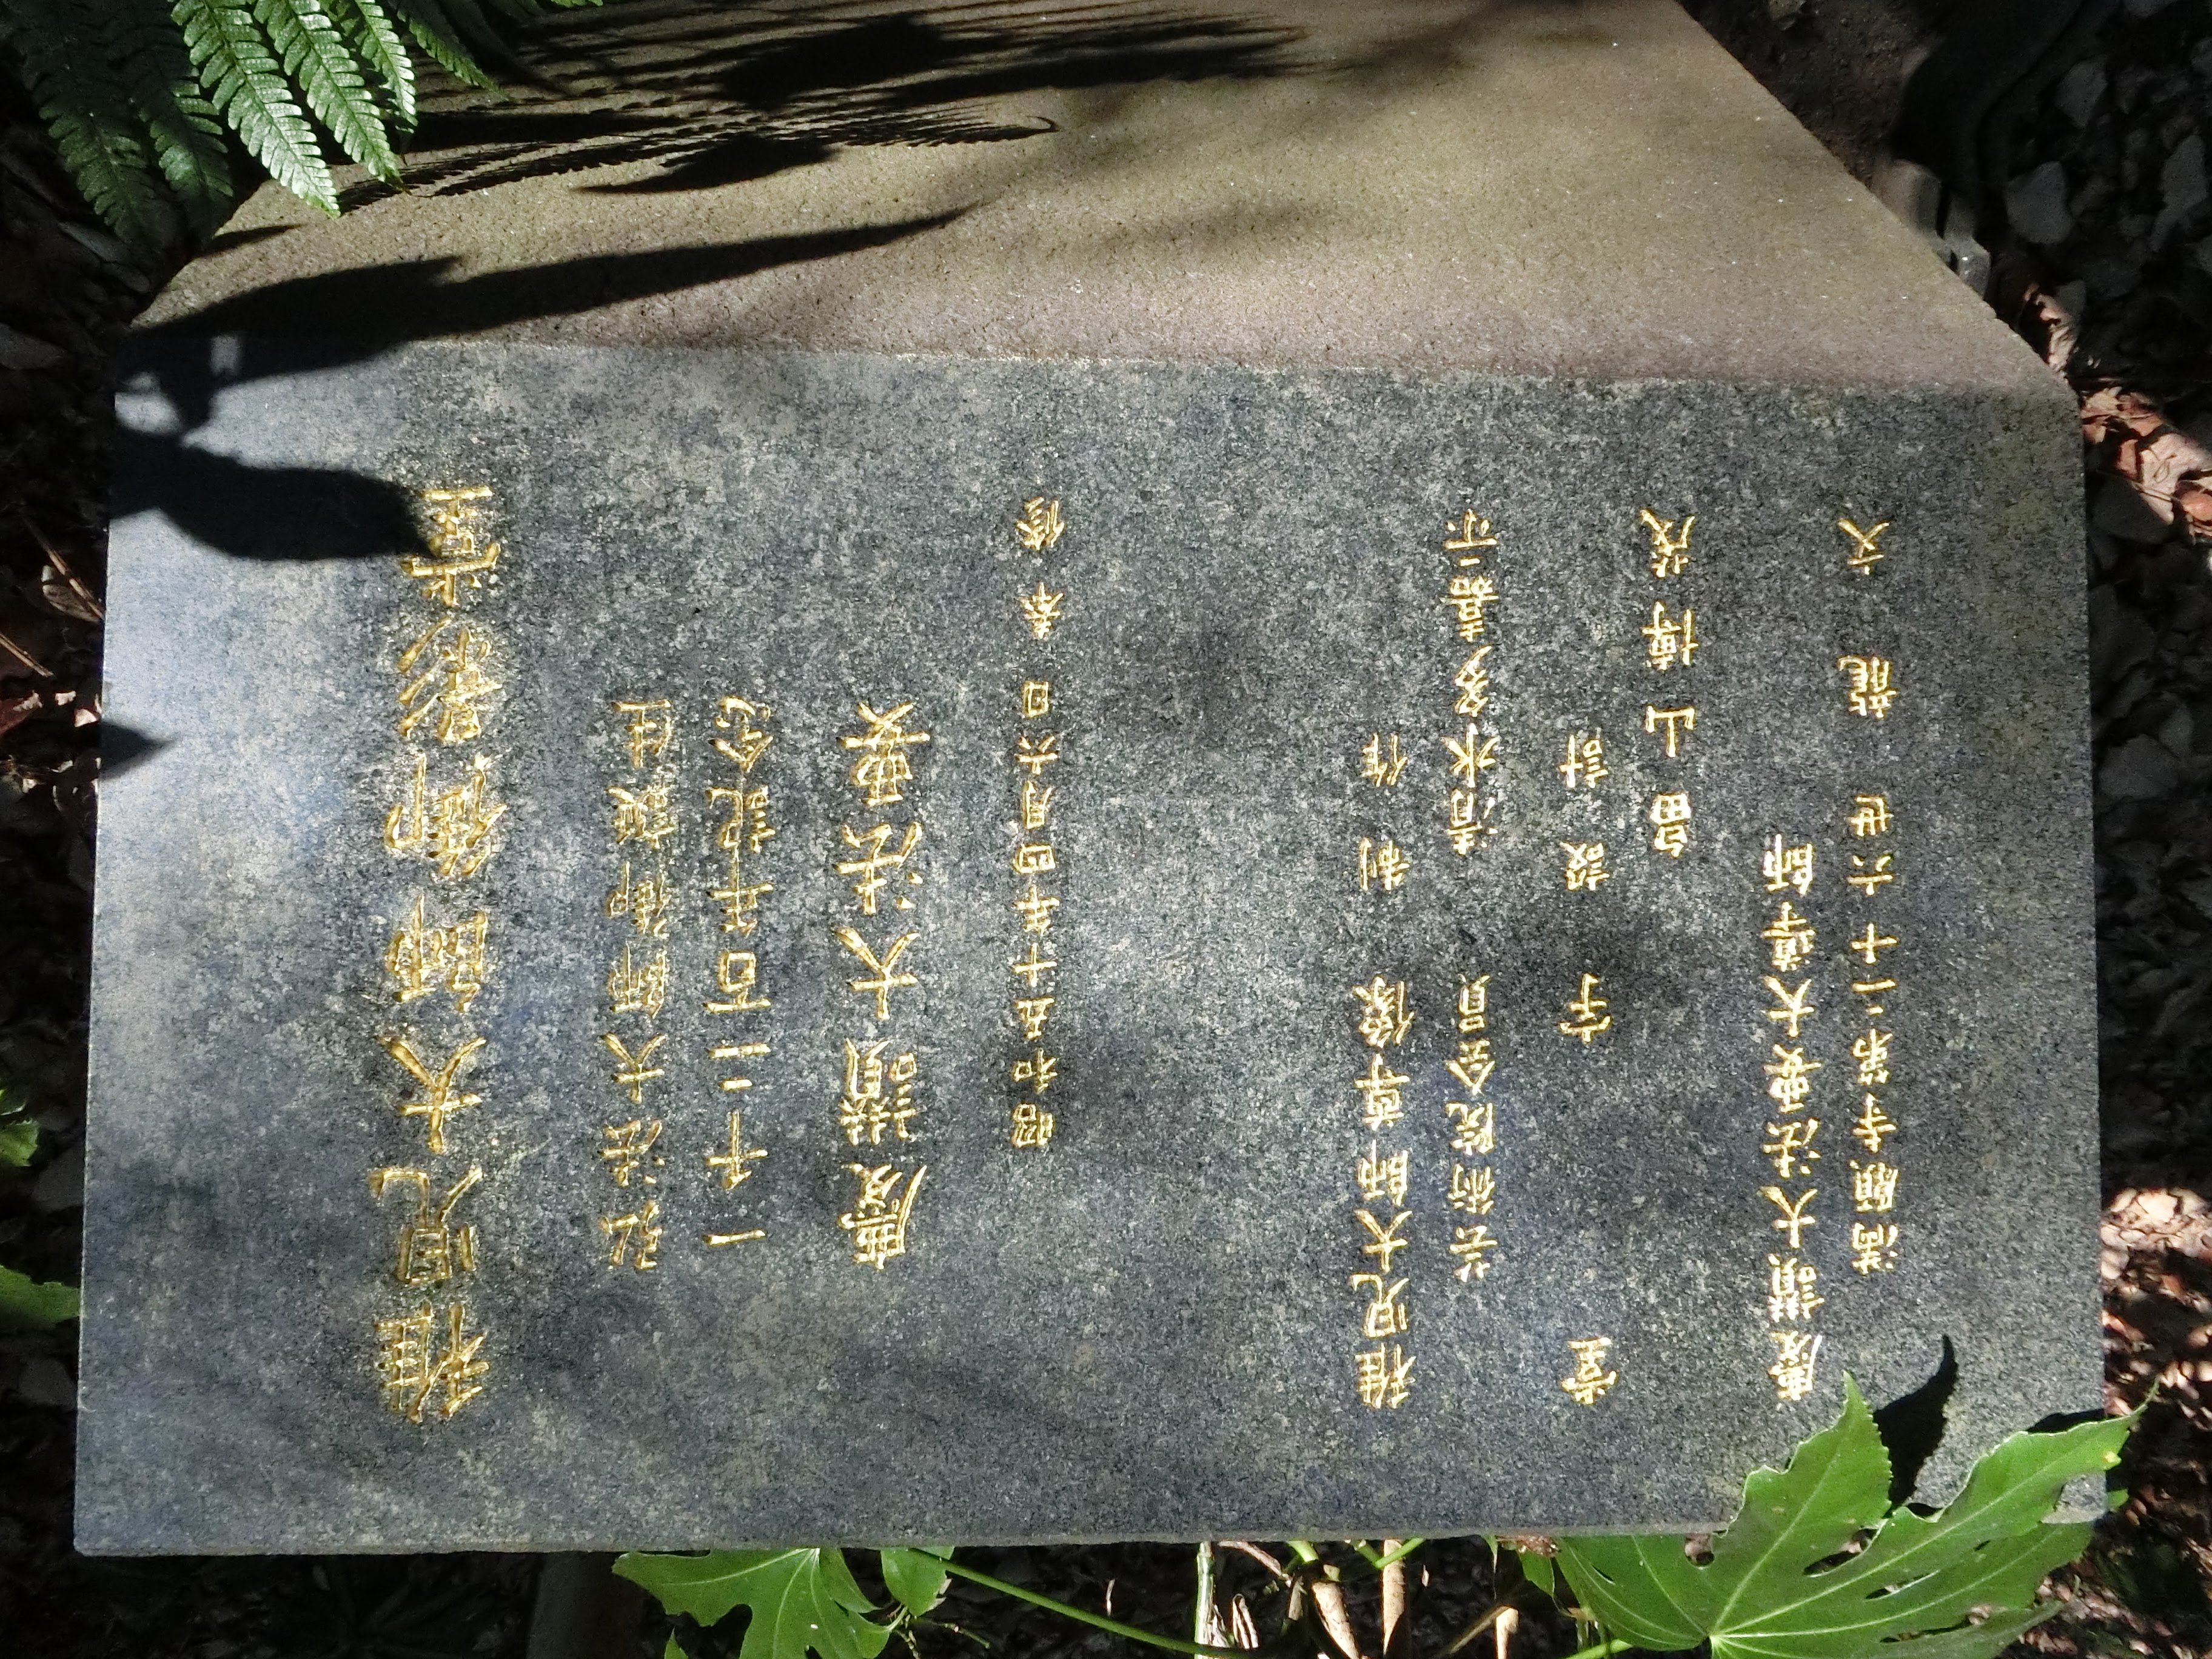 稚児大師御影堂
弘法大師御誕生
一千二百年記念
慶讃大法要
昭和五十年四月六日 奉修
稚児大師尊像 制作
芸術院会員 清水多嘉示
堂宇設計
畠山博茂
慶讃大法要大導師
満願寺第二十六世 龍文